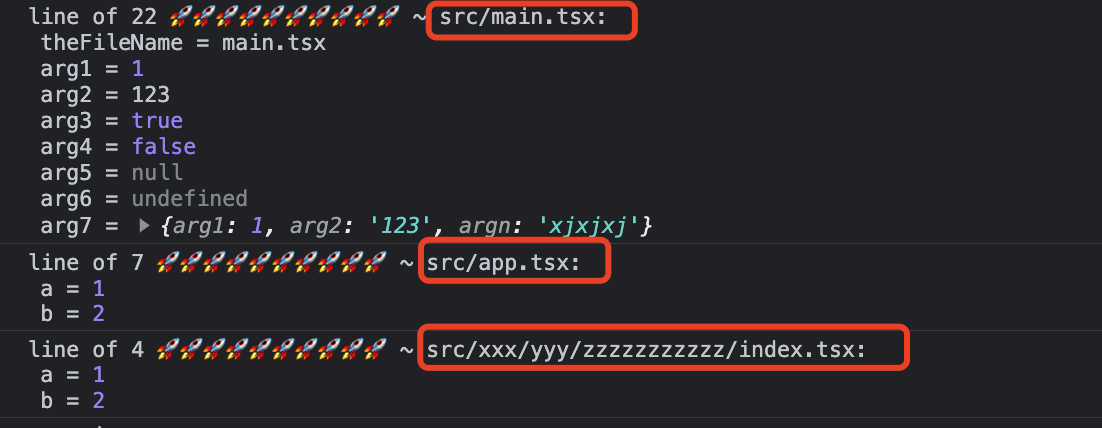 line of 22 🚀🚀🚀🚀🚀🚀🚀🚀🚀🚀 ~ src/main.tsx:
theFileName = main.tsx
arg1 = 1
arg2 = 123
arg3 = true
arg4 = false
arg5 = null
arg6 = undefined
arg7 = ▶ {arg1: 1, arg2: '123', argn: 'xjxjxj'}
line of 7 🚀🚀🚀🚀🚀🚀🚀🚀🚀🚀 ~ src/app.tsx:
a = 1
b = 2
line of 4 🚀🚀🚀🚀🚀🚀🚀🚀🚀🚀 ~ src/xxx/yyy/zzzzzzzzzzz/index.tsx:
a = 1
b = 2